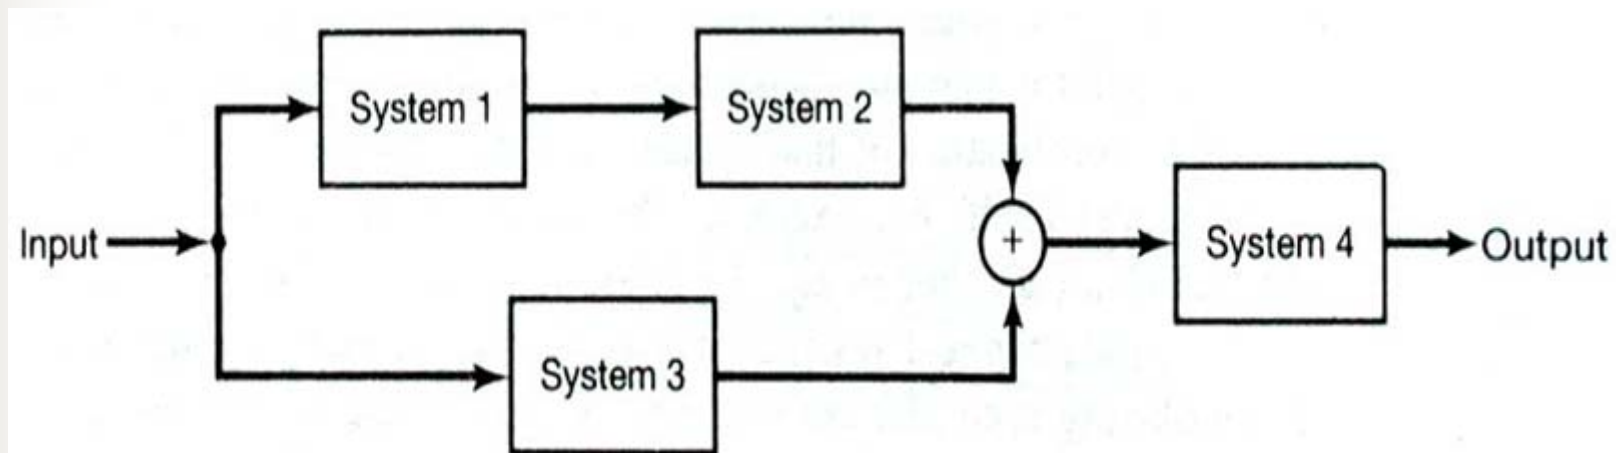 System 1
System 2
Input
+
System 4
Output
System 3